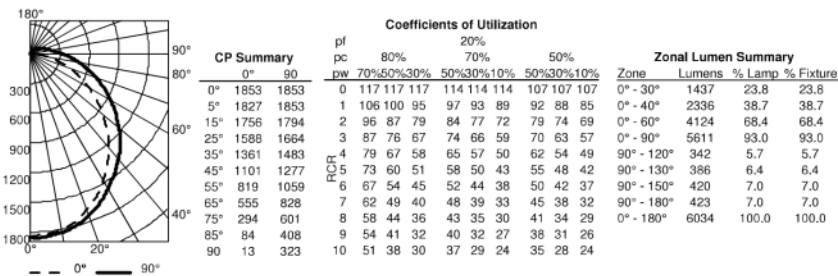 180°
90°
80°
60°
40°
300
600
900
1200
1500
1800
0°
20°
0°
90°
CP Summary
0° 90
0° 1853 1853
5° 1827 1853
15° 1756 1794
25° 1588 1664
35° 1361 1483
45° 1101 1277
55° 819 1059
65° 555 828
75° 294 601
85° 84 408
90 13 323
Coefficients of Utilization
pf 20%
pc 80% 70% 50%
pw 70%50%30% 50%30%10% 50%30%10%
RCR
0 117 117 117 114 114 114 107 107 107
1 106 100 95 97 93 89 92 88 85
2 96 87 79 84 77 72 79 74 69
3 87 76 67 74 66 59 70 63 57
4 79 67 58 65 57 50 62 54 49
5 73 60 51 58 50 43 55 48 42
6 67 54 45 52 44 38 50 42 37
7 62 49 40 48 39 33 45 38 32
8 58 44 36 43 35 30 41 34 29
9 54 41 32 40 32 27 38 31 26
10 51 38 30 37 29 24 35 28 24
Zonal Lumen Summary
Zone Lumens % Lamp % Fixture
0° - 30° 1437 23.8 23.8
0° - 40° 2336 38.7 38.7
0° - 60° 4124 68.4 68.4
0° - 90° 5611 93.0 93.0
90° - 120° 342 5.7 5.7
90° - 130° 386 6.4 6.4
90° - 150° 420 7.0 7.0
90° - 180° 423 7.0 7.0
0° - 180° 6034 100.0 100.0